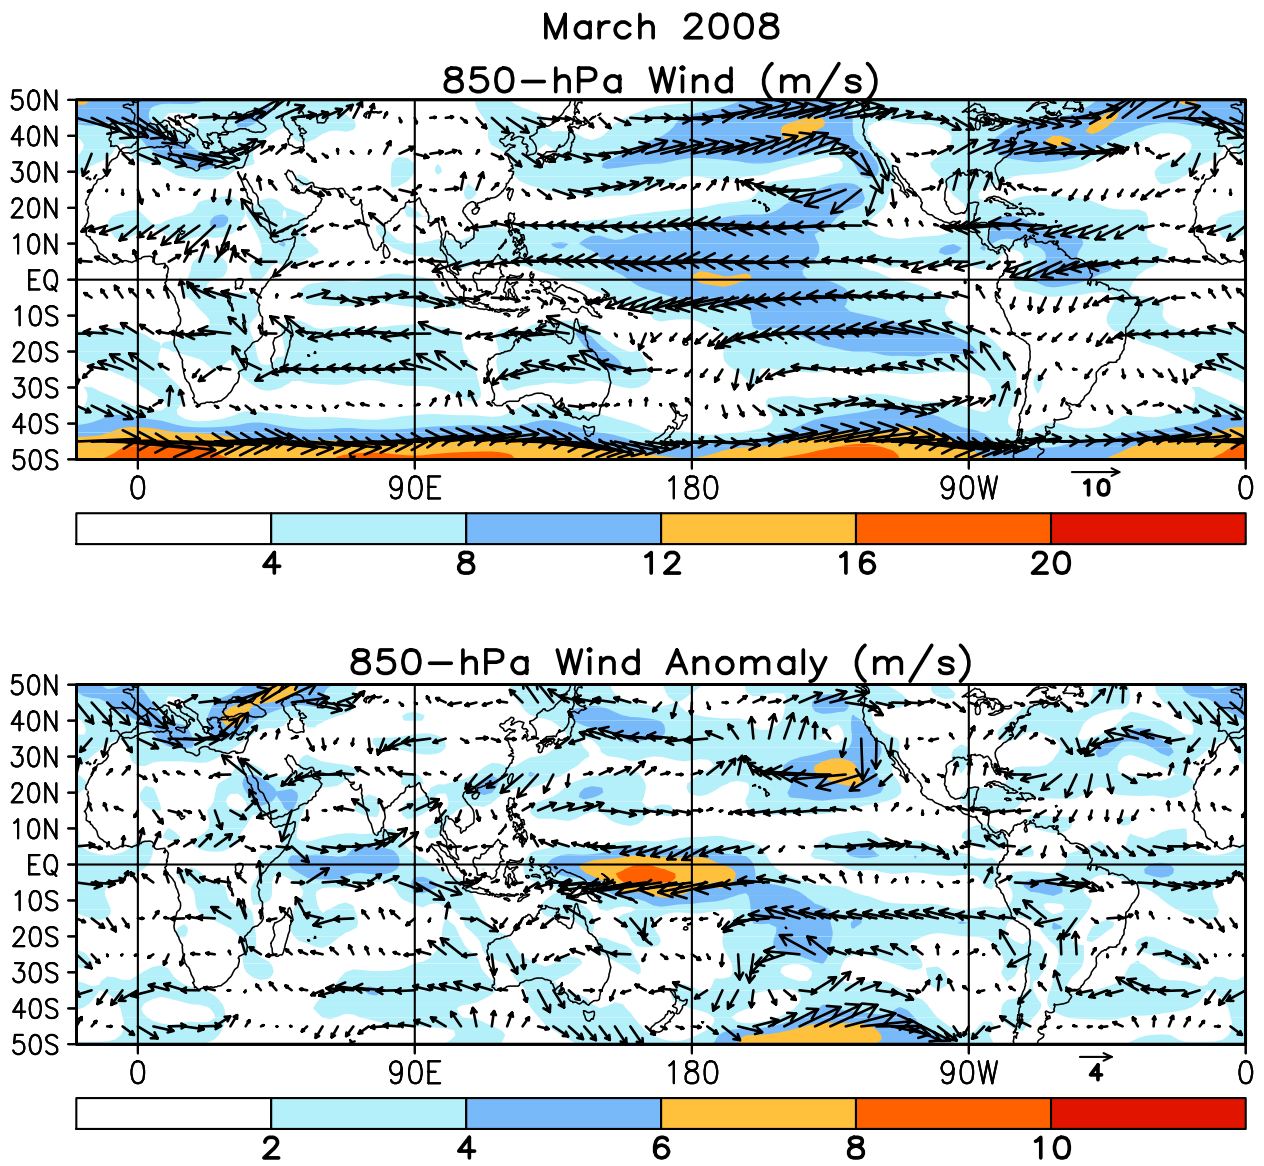 March 2008
850-hPa Wind (m/s)
50N
40N
30N
20N
10N
EQ
10S
20S
30S
40S
50S
0 90E 180 90W 0
10
4 8 12 16 20
850-hPa Wind Anomaly (m/s)
50N
40N
30N
20N
10N
EQ
10S
20S
30S
40S
50S
0 90E 180 90W 0
4
2 4 6 8 10